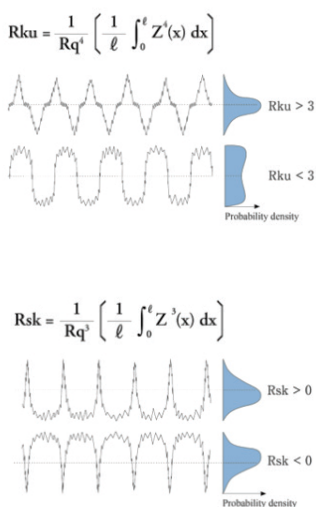 Rku = 1/Rq⁴ ( 1/ℓ ∫₀^ℓ Z⁴(x) dx )
Rku > 3
Rku < 3
Probability density
Rsk = 1/Rq³ ( 1/ℓ ∫₀^ℓ Z³(x) dx )
Rsk > 0
Rsk < 0
Probability density